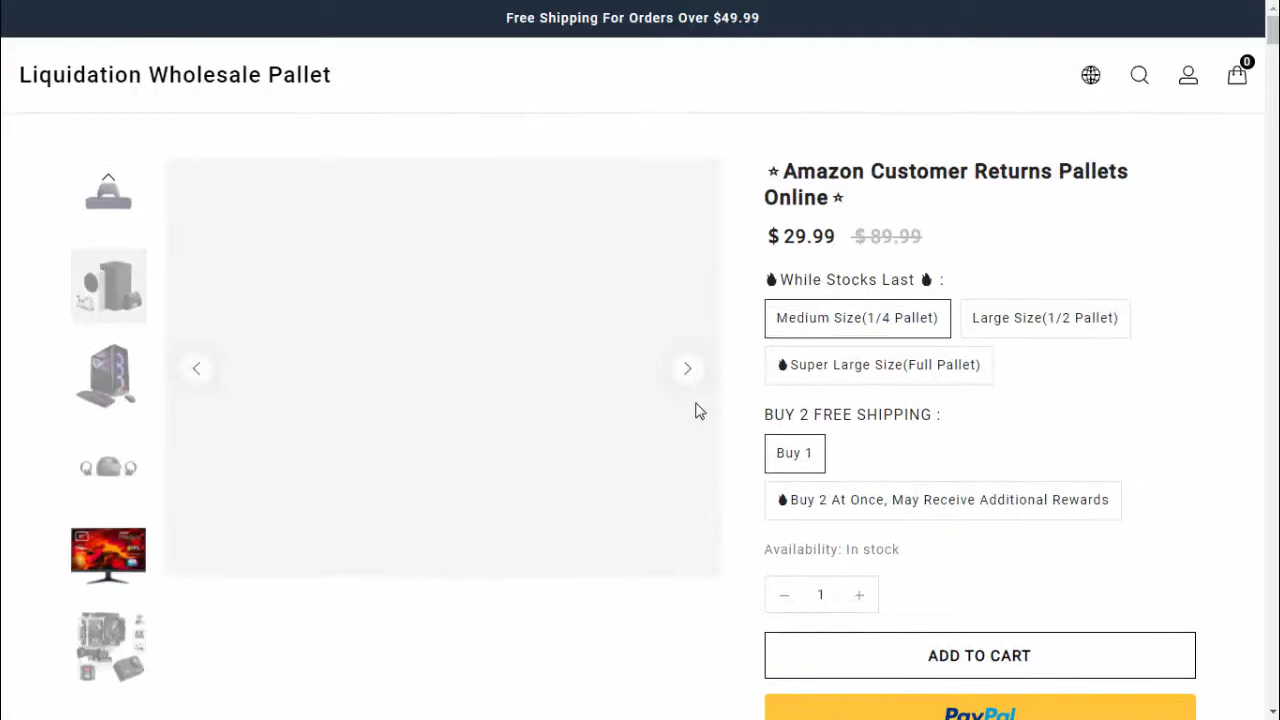 Free Shipping For Orders Over $49.99
Liquidation Wholesale Pallet
0
⭐Amazon Customer Returns Pallets
Online⭐
$ 29.99 $ 89.99
🔥While Stocks Last🔥 :
Medium Size(1/4 Pallet) Large Size(1/2 Pallet)
🔥Super Large Size(Full Pallet)
BUY 2 FREE SHIPPING :
Buy 1
🔥Buy 2 At Once, May Receive Additional Rewards
Availability: In stock
− 1 +
ADD TO CART
PayPal